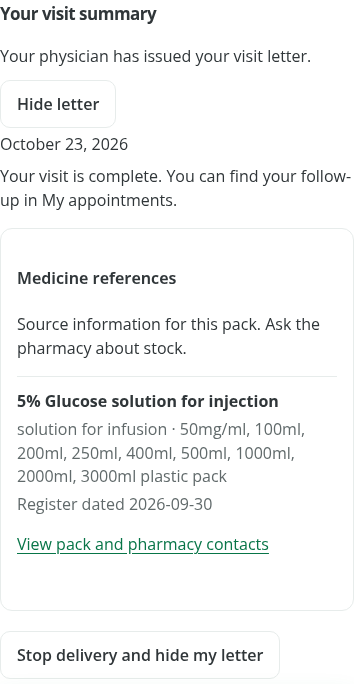 Your visit summary
Your physician has issued your visit letter.
Hide letter
October 23, 2026
Your visit is complete. You can find your follow-
up in My appointments.
Medicine references
Source information for this pack. Ask the
pharmacy about stock.
5% Glucose solution for injection
solution for infusion · 50mg/ml, 100ml,
200ml, 250ml, 400ml, 500ml, 1000ml,
2000ml, 3000ml plastic pack
Register dated 2026-09-30
View pack and pharmacy contacts
Stop delivery and hide my letter